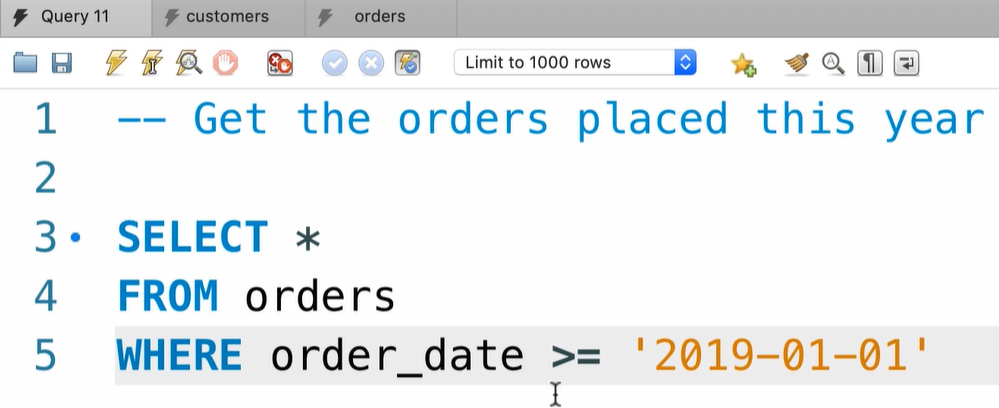 Query 11 customers orders
Limit to 1000 rows
1 -- Get the orders placed this year
2
3 SELECT *
4 FROM orders
5 WHERE order_date >= '2019-01-01'